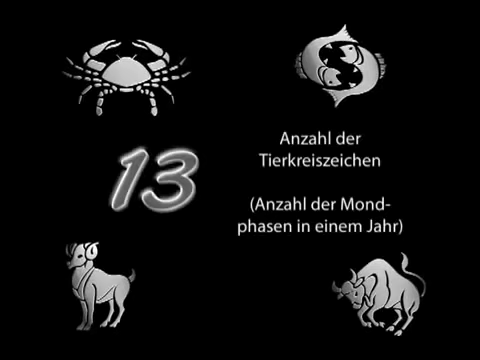 Anzahl der
Tierkreiszeichen
13
(Anzahl der Mond-
phasen in einem Jahr)